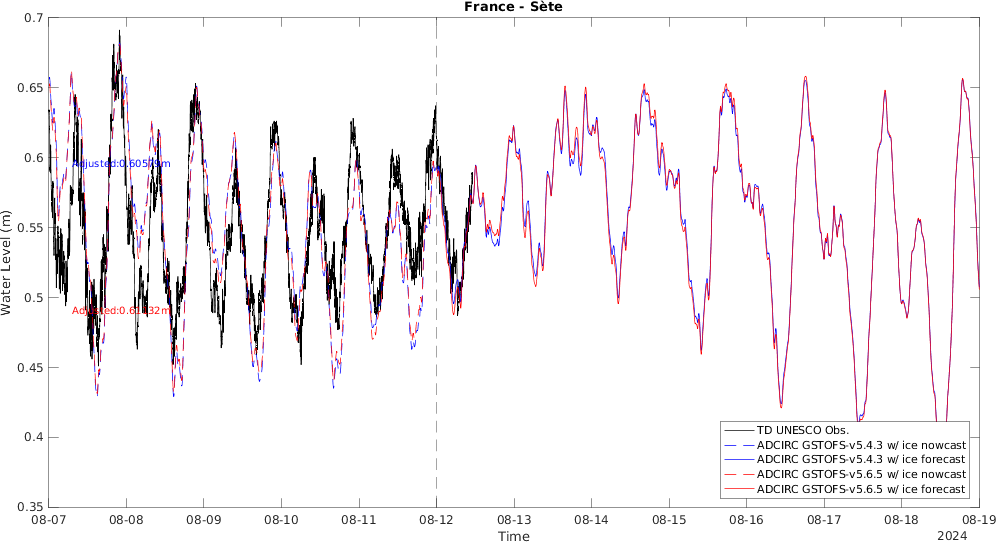 France - Sète
0.7
0.65
0.6
0.55
0.5
0.45
0.4
0.35
Water Level (m)
08-07
08-08
08-09
08-10
08-11
08-12
08-13
08-14
08-15
08-16
08-17
08-18
08-19
Time
2024
TD UNESCO Obs.
ADCIRC GSTOFS-v5.4.3 w/ ice nowcast
ADCIRC GSTOFS-v5.4.3 w/ ice forecast
ADCIRC GSTOFS-v5.6.5 w/ ice nowcast
ADCIRC GSTOFS-v5.6.5 w/ ice forecast